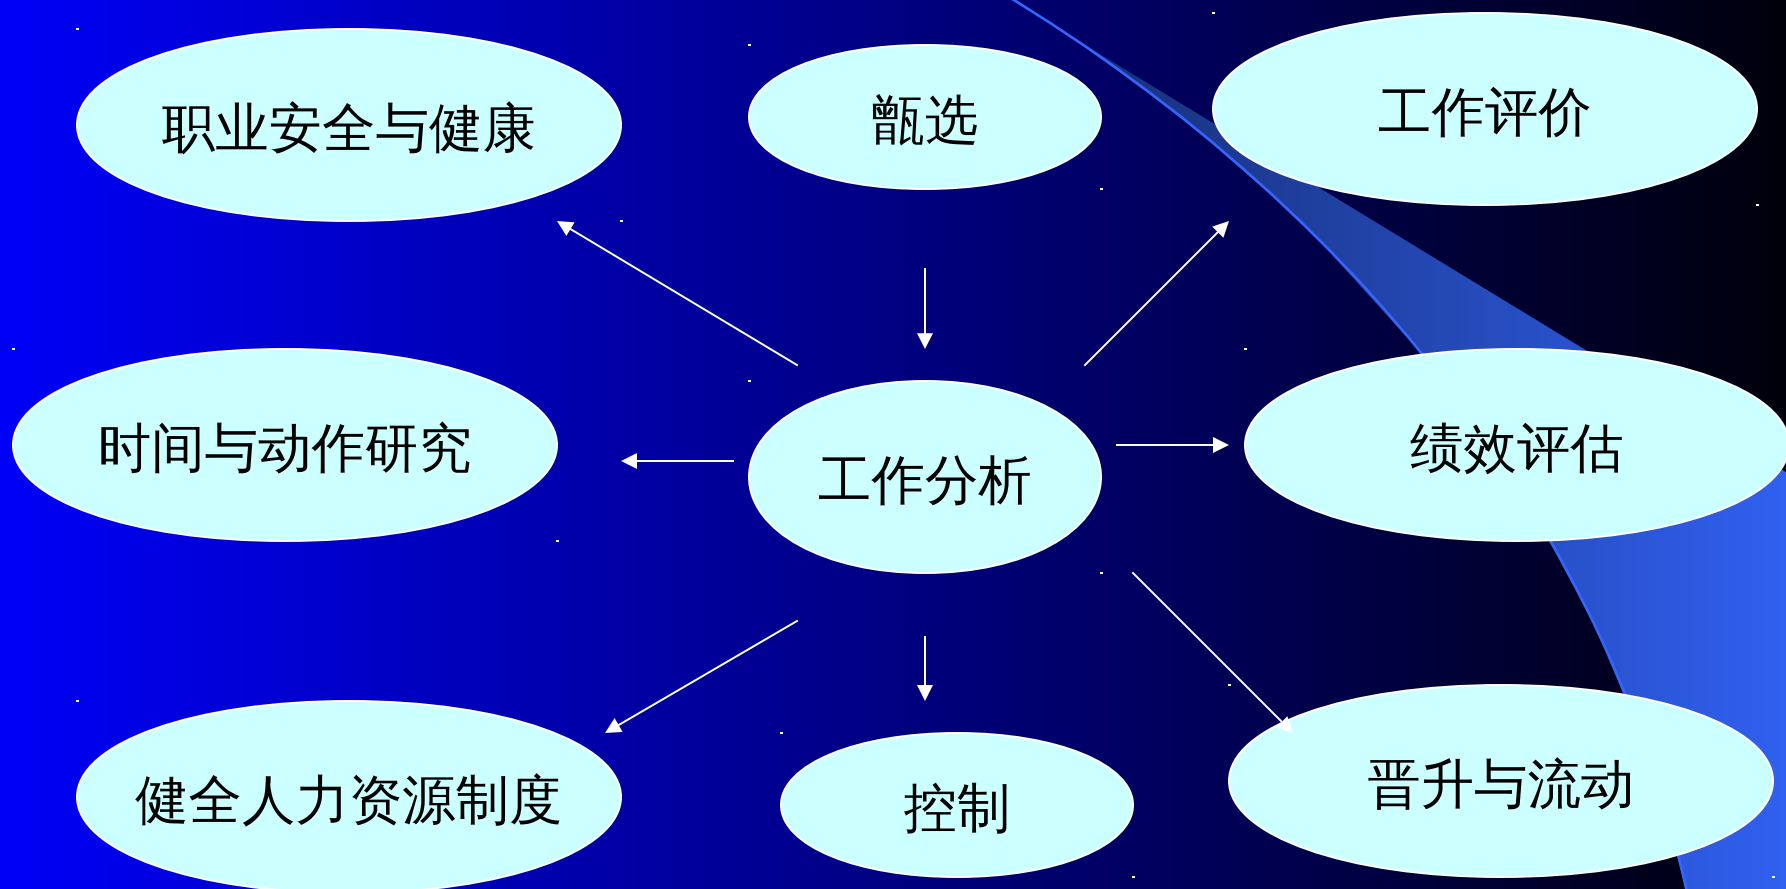 职业安全与健康
甄选
工作评价
时间与动作研究
工作分析
绩效评估
健全人力资源制度
控制
晋升与流动